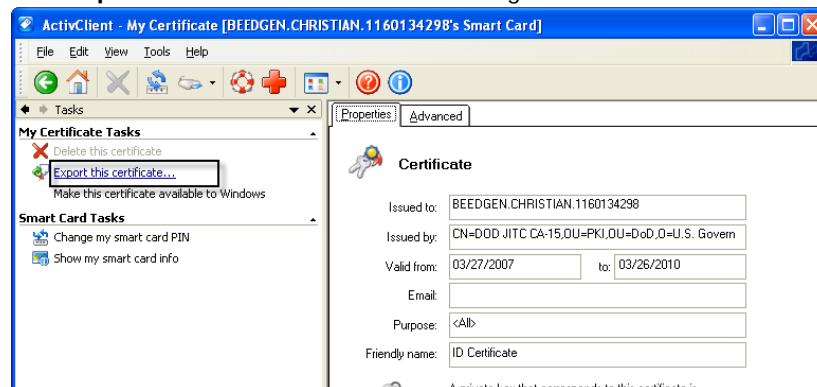 ActivClient - My Certificate [BEEDGEN.CHRISTIAN.1160134298's Smart Card]
File Edit View Tools Help
Tasks
My Certificate Tasks
Delete this certificate
Export this certificate...
Make this certificate available to Windows
Smart Card Tasks
Change my smart card PIN
Show my smart card info
Properties Advanced
Certificate
Issued to: BEEDGEN.CHRISTIAN.1160134298
Issued by: CN=DOD JITC CA-15,OU=PKI,OU=DoD,O=U.S. Govern
Valid from: 03/27/2007 to: 03/26/2010
Email:
Purpose: <All>
Friendly name: ID Certificate